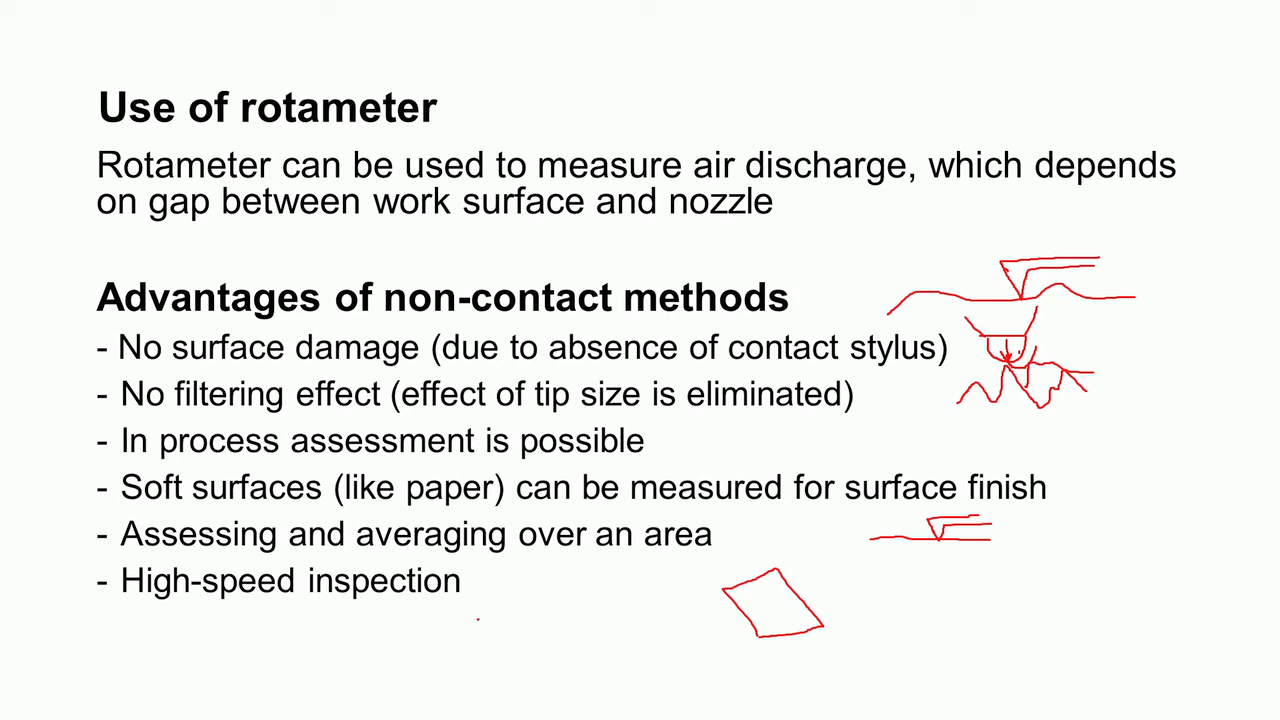 Use of rotameter
Rotameter can be used to measure air discharge, which depends
on gap between work surface and nozzle
Advantages of non-contact methods
- No surface damage (due to absence of contact stylus)
- No filtering effect (effect of tip size is eliminated)
- In process assessment is possible
- Soft surfaces (like paper) can be measured for surface finish
- Assessing and averaging over an area
- High-speed inspection